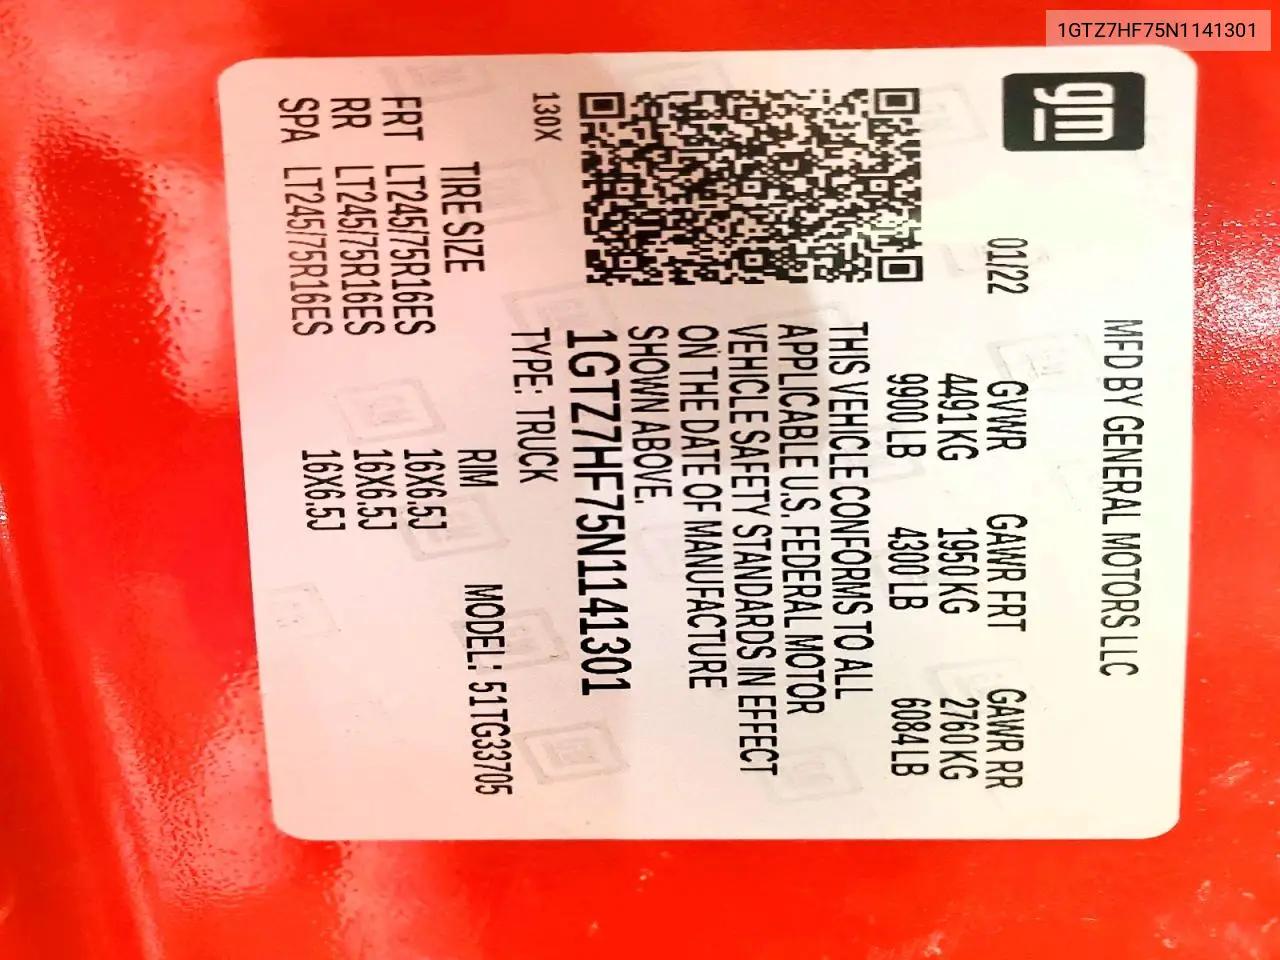 1GTZ7HF75N1141301
gm
MFD BY GENERAL MOTORS LLC
01/22 GVWR GAWR FRT GAWR RR
4491 KG 1950 KG 2760 KG
9900 LB 4300 LB 6084 LB
THIS VEHICLE CONFORMS TO ALL
APPLICABLE U.S. FEDERAL MOTOR
VEHICLE SAFETY STANDARDS IN EFFECT
ON THE DATE OF MANUFACTURE
SHOWN ABOVE.
1GTZ7HF75N1141301
130X TYPE: TRUCK
MODEL: 51TG33705
TIRE SIZE RIM
FRT LT245/75R16ES 16X6.5J
RR LT245/75R16ES 16X6.5J
SPA LT245/75R16ES 16X6.5J